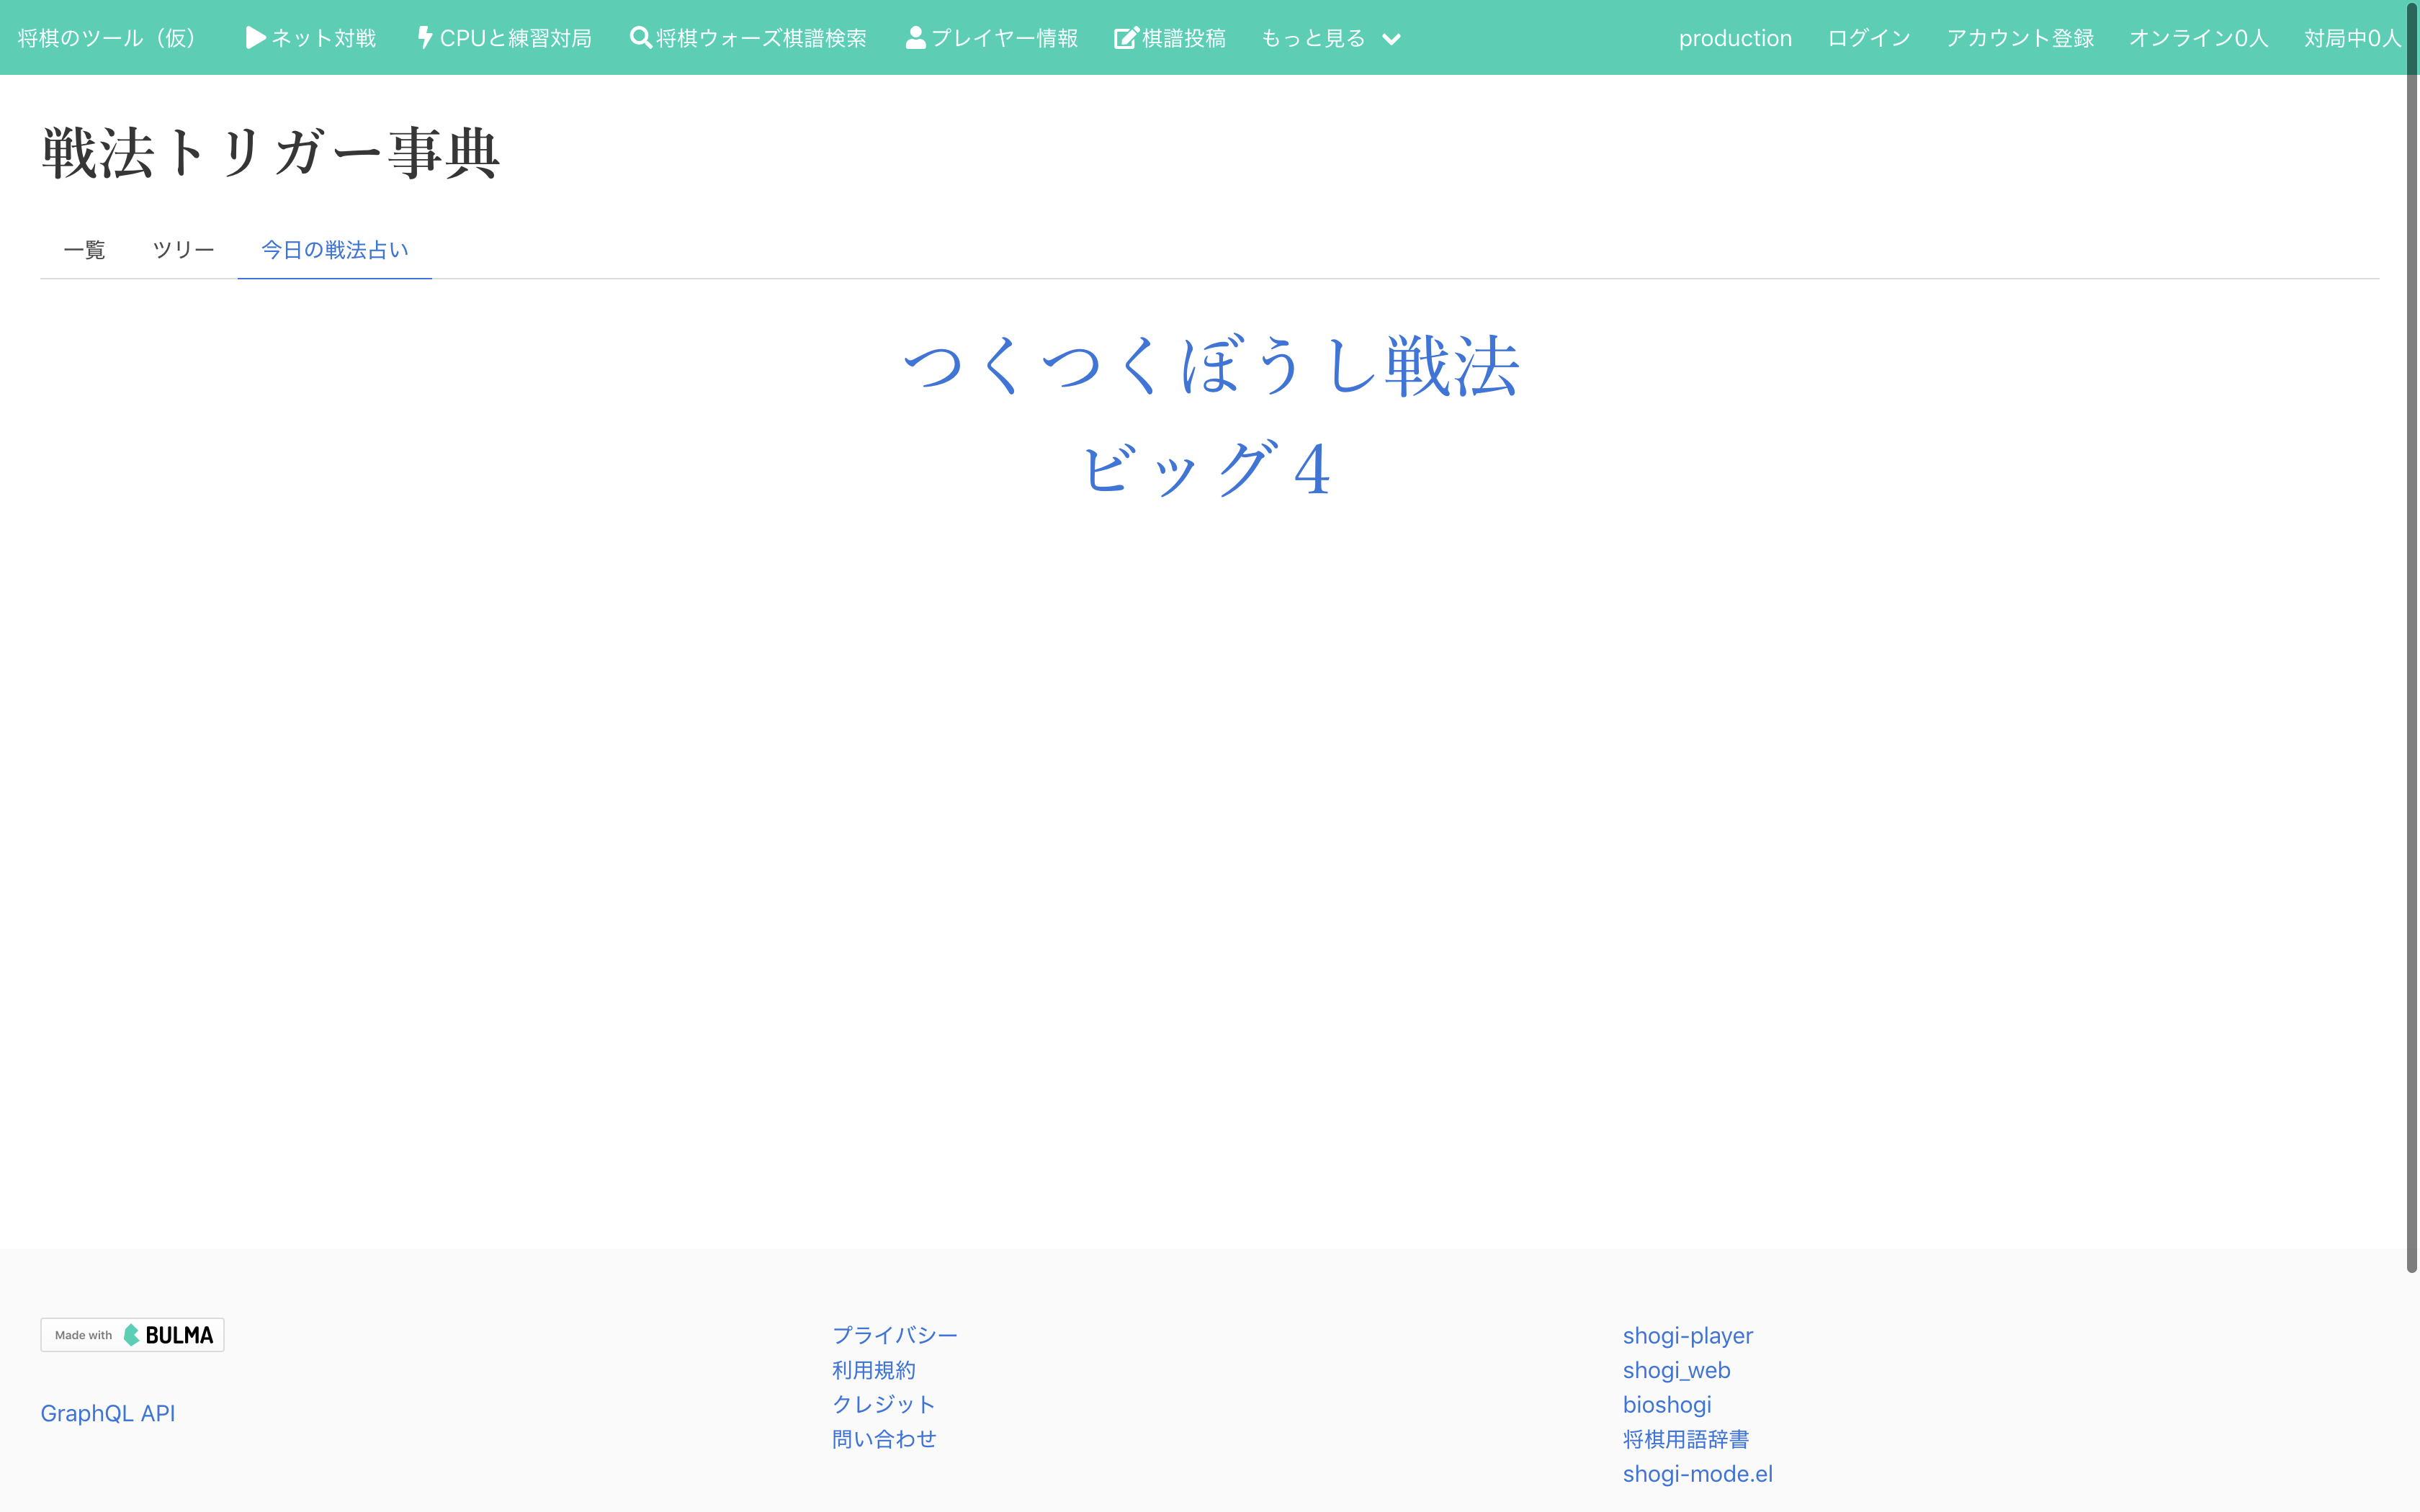 将棋のツール（仮） ネット対戦 CPUと練習対局 将棋ウォーズ棋譜検索 プレイヤー情報 棋譜投稿 もっと見る production ログイン アカウント登録 オンライン0人 対局中0人
戦法トリガー事典
一覧 ツリー 今日の戦法占い
つくつくぼうし戦法
ビッグ４
Made with BULMA
GraphQL API
プライバシー
利用規約
クレジット
問い合わせ
shogi-player
shogi_web
bioshogi
将棋用語辞書
shogi-mode.el